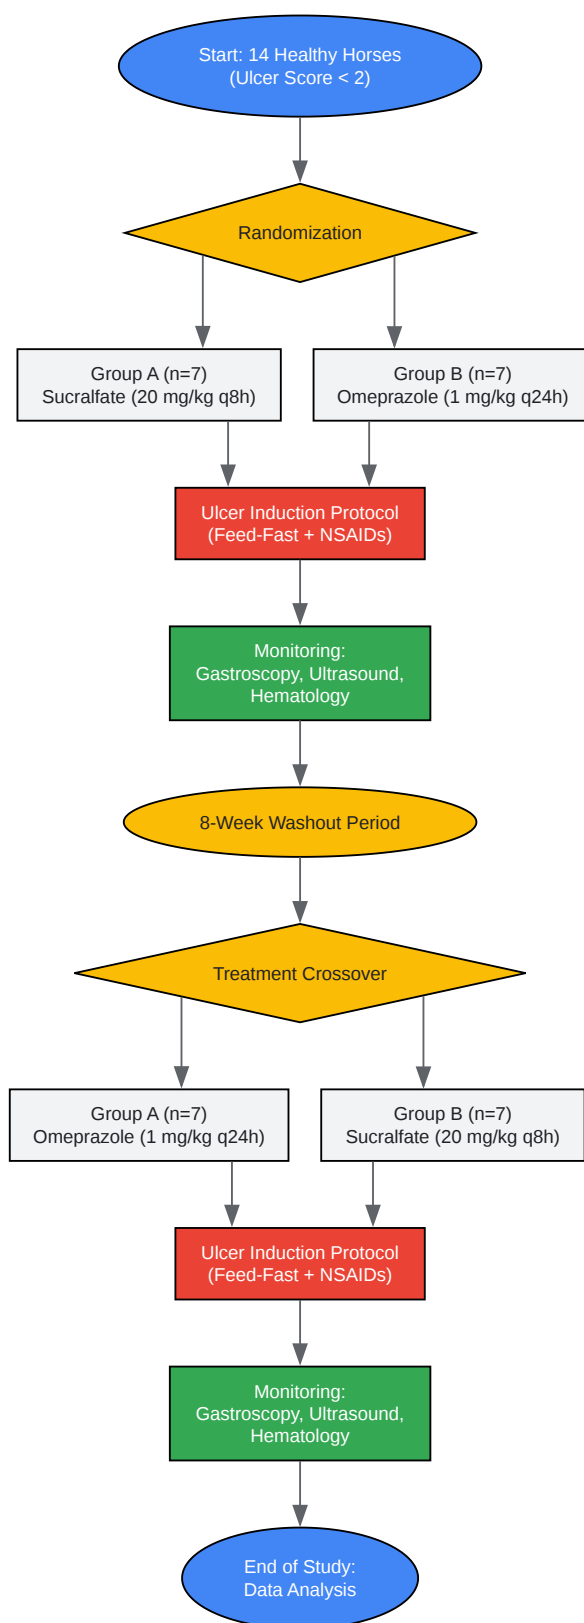 Start: 14 Healthy Horses
(Ulcer Score < 2)
Randomization
Group A (n=7)
Sucralfate (20 mg/kg q8h)
Group B (n=7)
Omeprazole (1 mg/kg q24h)
Ulcer Induction Protocol
(Feed-Fast + NSAIDs)
Monitoring:
Gastroscopy, Ultrasound,
Hematology
8-Week Washout Period
Treatment Crossover
Group A (n=7)
Omeprazole (1 mg/kg q24h)
Group B (n=7)
Sucralfate (20 mg/kg q8h)
Ulcer Induction Protocol
(Feed-Fast + NSAIDs)
Monitoring:
Gastroscopy, Ultrasound,
Hematology
End of Study:
Data Analysis